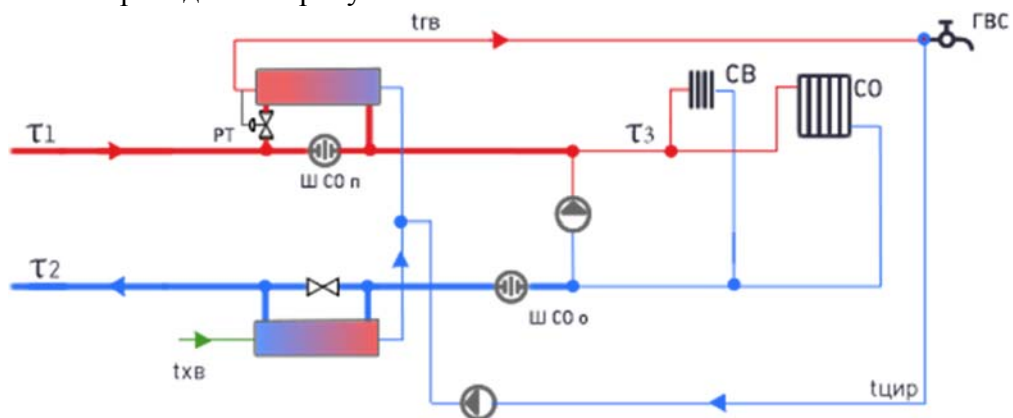 tгв
ГВС
СВ
СО
τ1
РТ
τ3
Ш СО п
τ2
Ш СО о
tхв
tцир